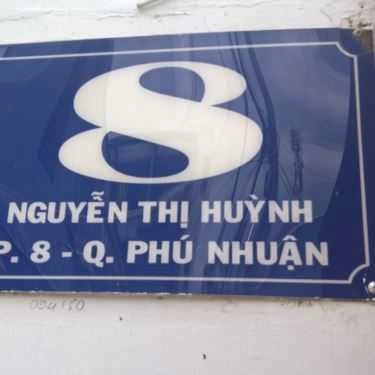 8
NGUYỄN THỊ HUỲNH
P. 8 - Q. PHÚ NHUẬN